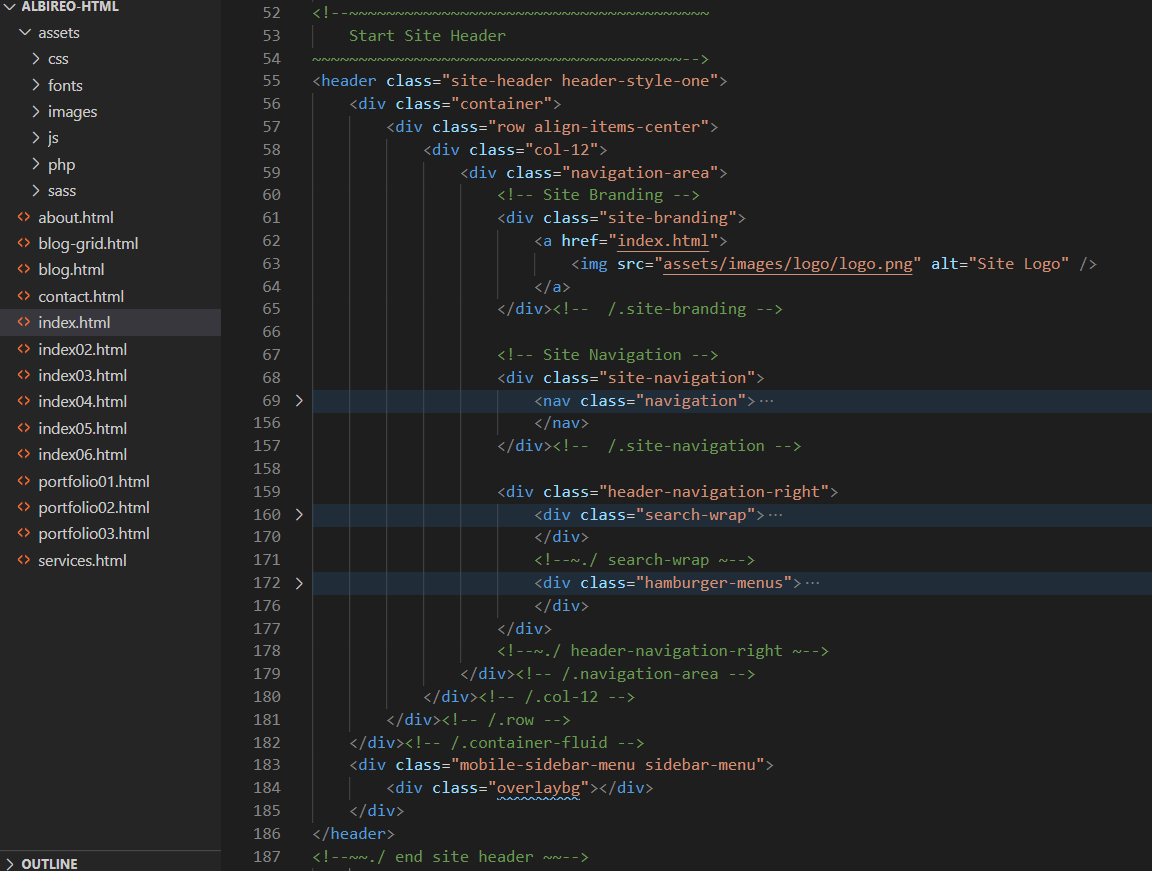 ALBIREO-HTML
assets
css
fonts
images
js
php
sass
about.html
blog-grid.html
blog.html
contact.html
index.html
index02.html
index03.html
index04.html
index05.html
index06.html
portfolio01.html
portfolio02.html
portfolio03.html
services.html
OUTLINE
52 <!--~~~~~~~~~~~~~~~~~~~~~~~~~~~~~~~~~~~~~~~
53 Start Site Header
54 ~~~~~~~~~~~~~~~~~~~~~~~~~~~~~~~~~~~~~~~~-->
55 <header class="site-header header-style-one">
56 <div class="container">
57 <div class="row align-items-center">
58 <div class="col-12">
59 <div class="navigation-area">
60 <!-- Site Branding -->
61 <div class="site-branding">
62 <a href="index.html">
63 <img src="assets/images/logo/logo.png" alt="Site Logo" />
64 </a>
65 </div><!--  /.site-branding -->
66
67 <!-- Site Navigation -->
68 <div class="site-navigation">
69 <nav class="navigation">···
156 </nav>
157 </div><!--  /.site-navigation -->
158
159 <div class="header-navigation-right">
160 <div class="search-wrap">···
170 </div>
171 <!--~./ search-wrap ~-->
172 <div class="hamburger-menus">···
176 </div>
177 </div>
178 <!--~./ header-navigation-right ~-->
179 </div><!-- /.navigation-area -->
180 </div><!-- /.col-12 -->
181 </div><!-- /.row -->
182 </div><!-- /.container-fluid -->
183 <div class="mobile-sidebar-menu sidebar-menu">
184 <div class="overlaybg"></div>
185 </div>
186 </header>
187 <!--~~./ end site header ~~-->